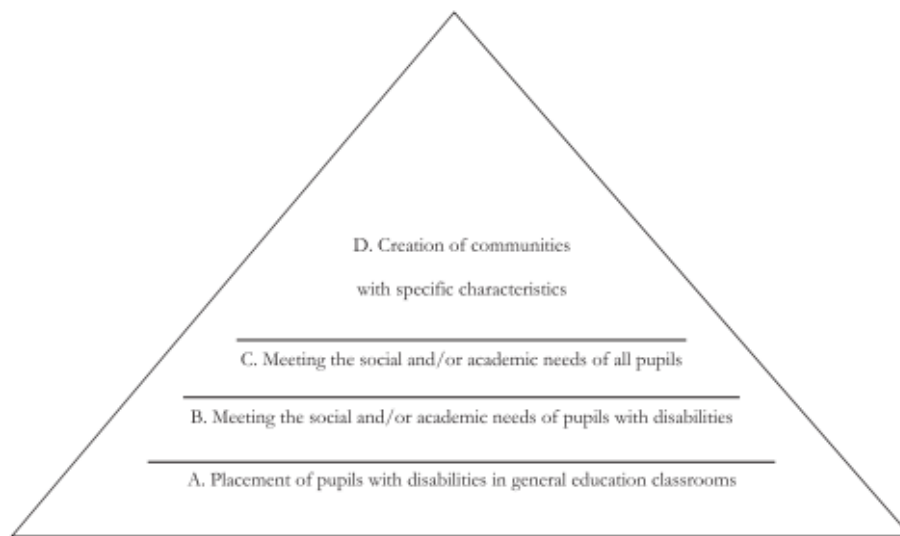 D. Creation of communities
with specific characteristics
C. Meeting the social and/or academic needs of all pupils
B. Meeting the social and/or academic needs of pupils with disabilities
A. Placement of pupils with disabilities in general education classrooms